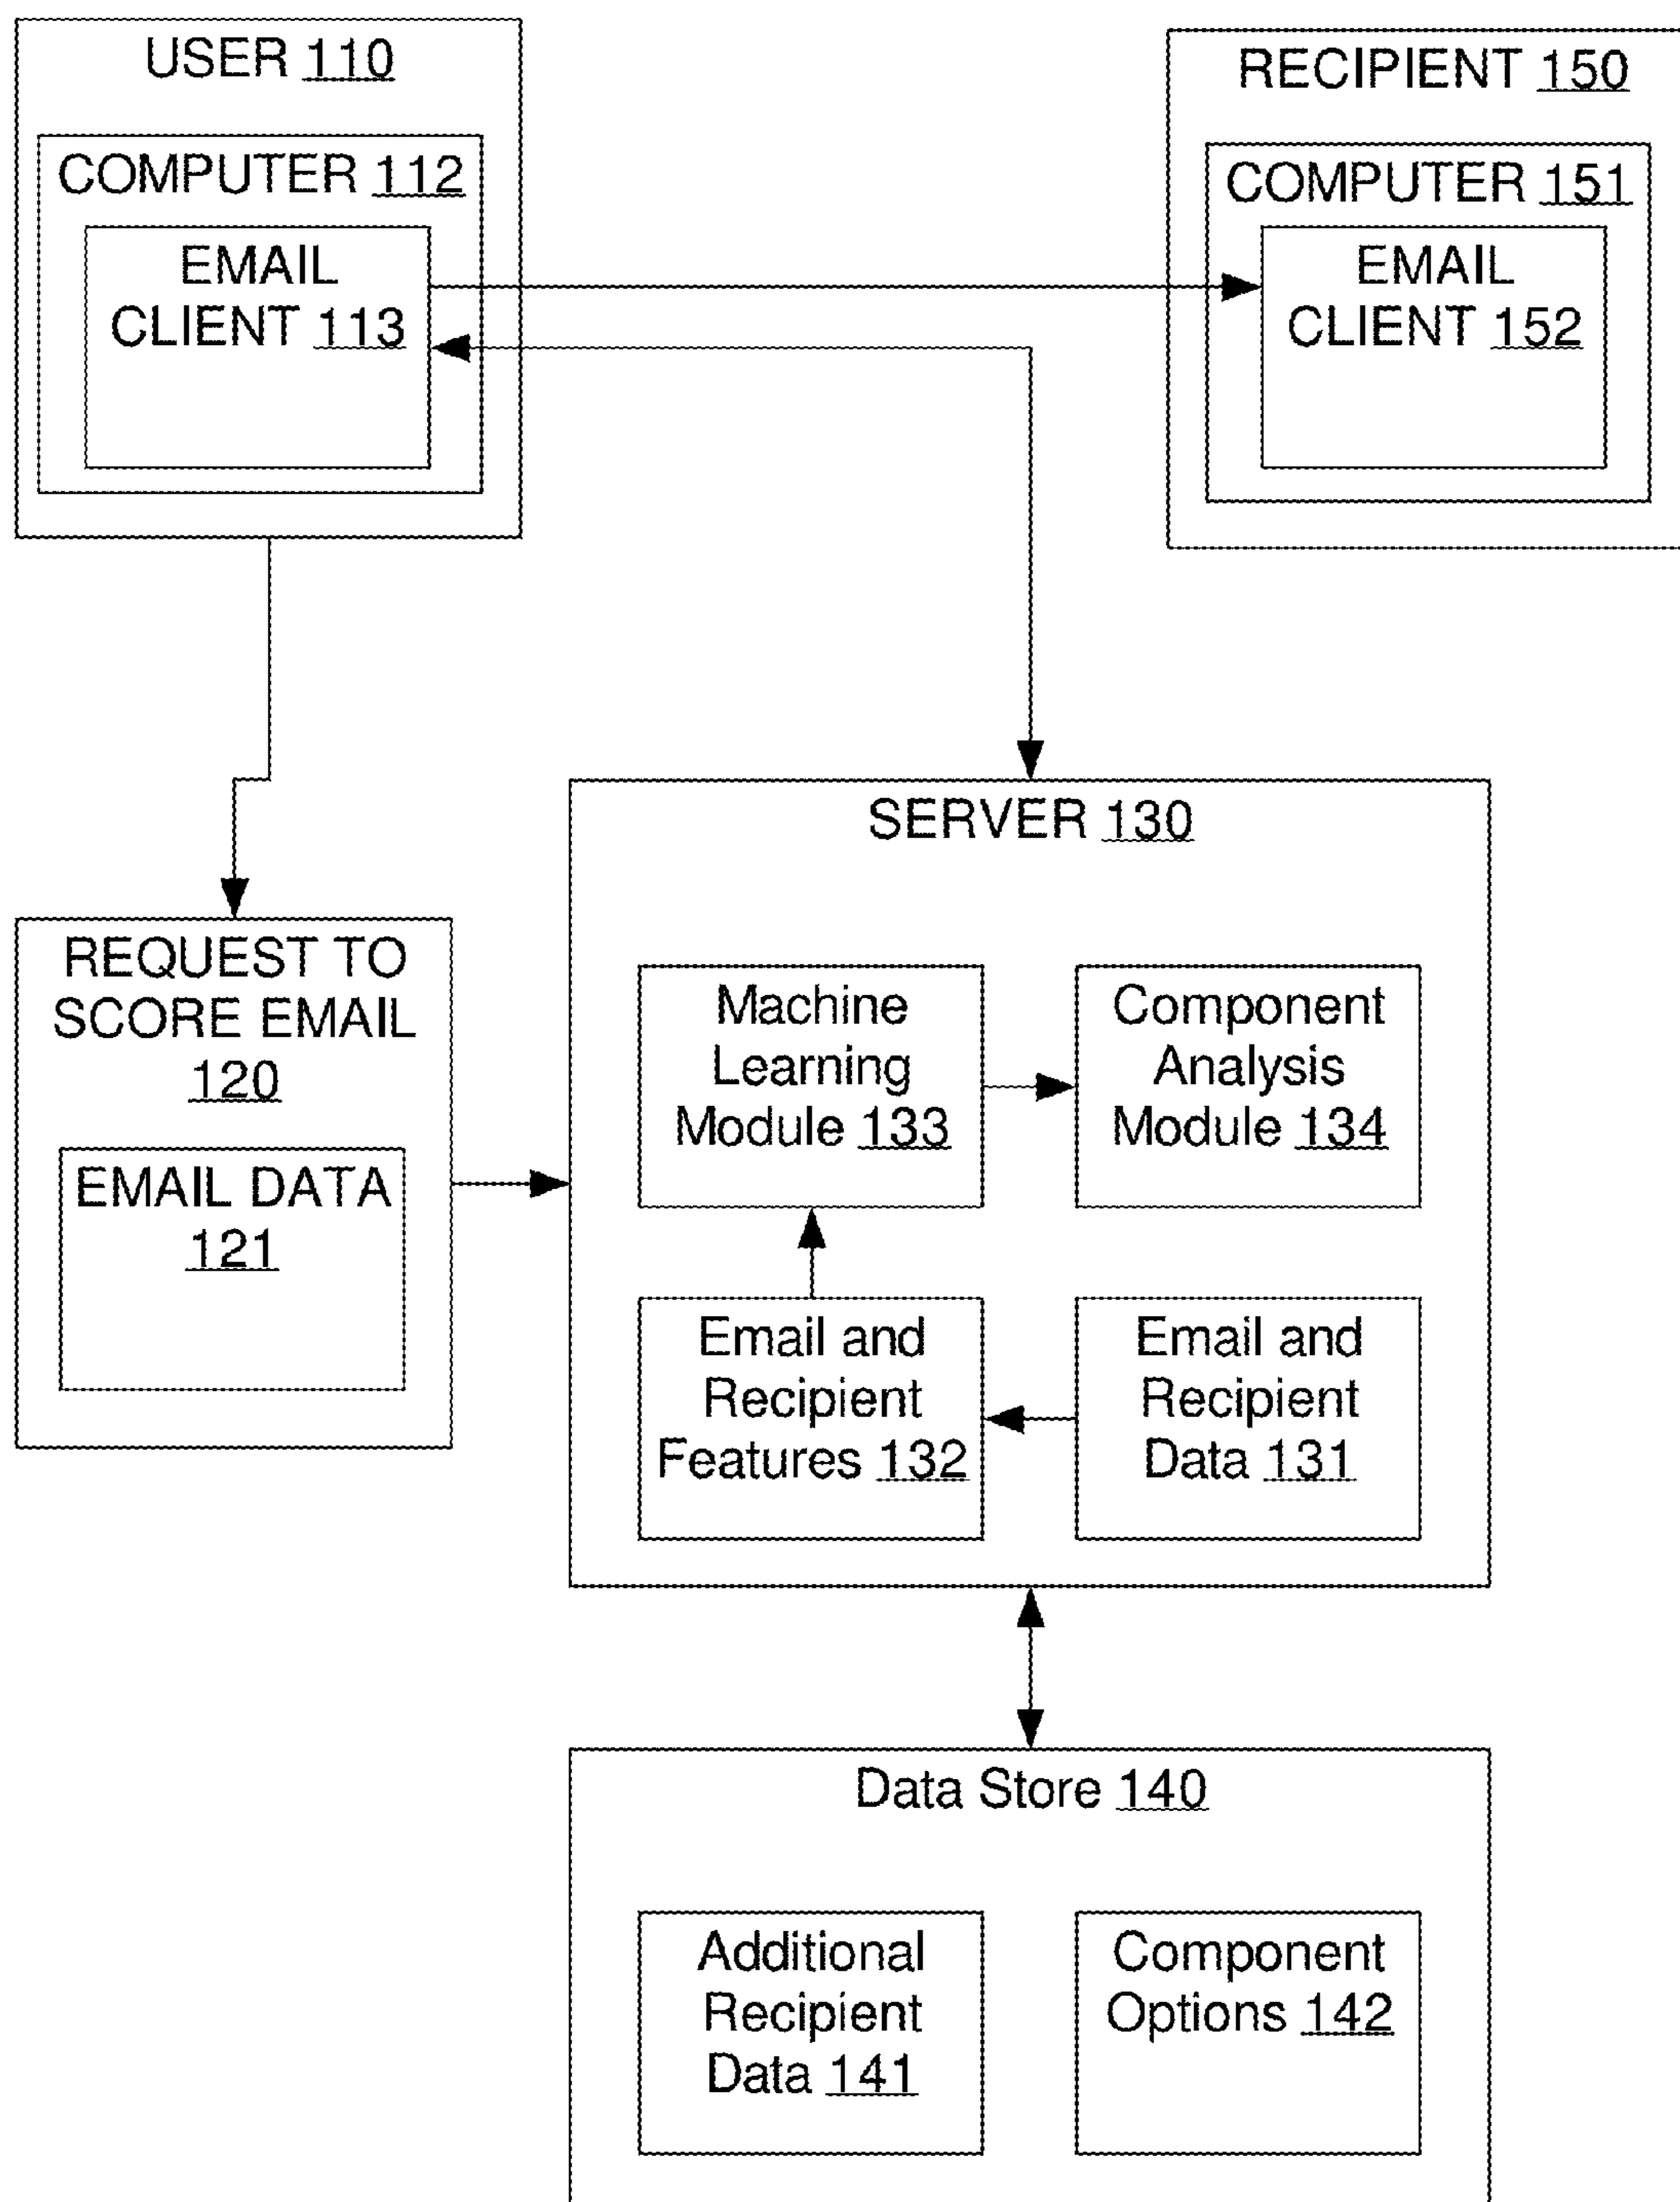 USER 110
COMPUTER 112
EMAIL
CLIENT 113
RECIPIENT 150
COMPUTER 151
EMAIL
CLIENT 152
REQUEST TO
SCORE EMAIL
120
EMAIL DATA
121
SERVER 130
Machine
Learning
Module 133
Component
Analysis
Module 134
Email and
Recipient
Features 132
Email and
Recipient
Data 131
Data Store 140
Additional
Recipient
Data 141
Component
Options 142